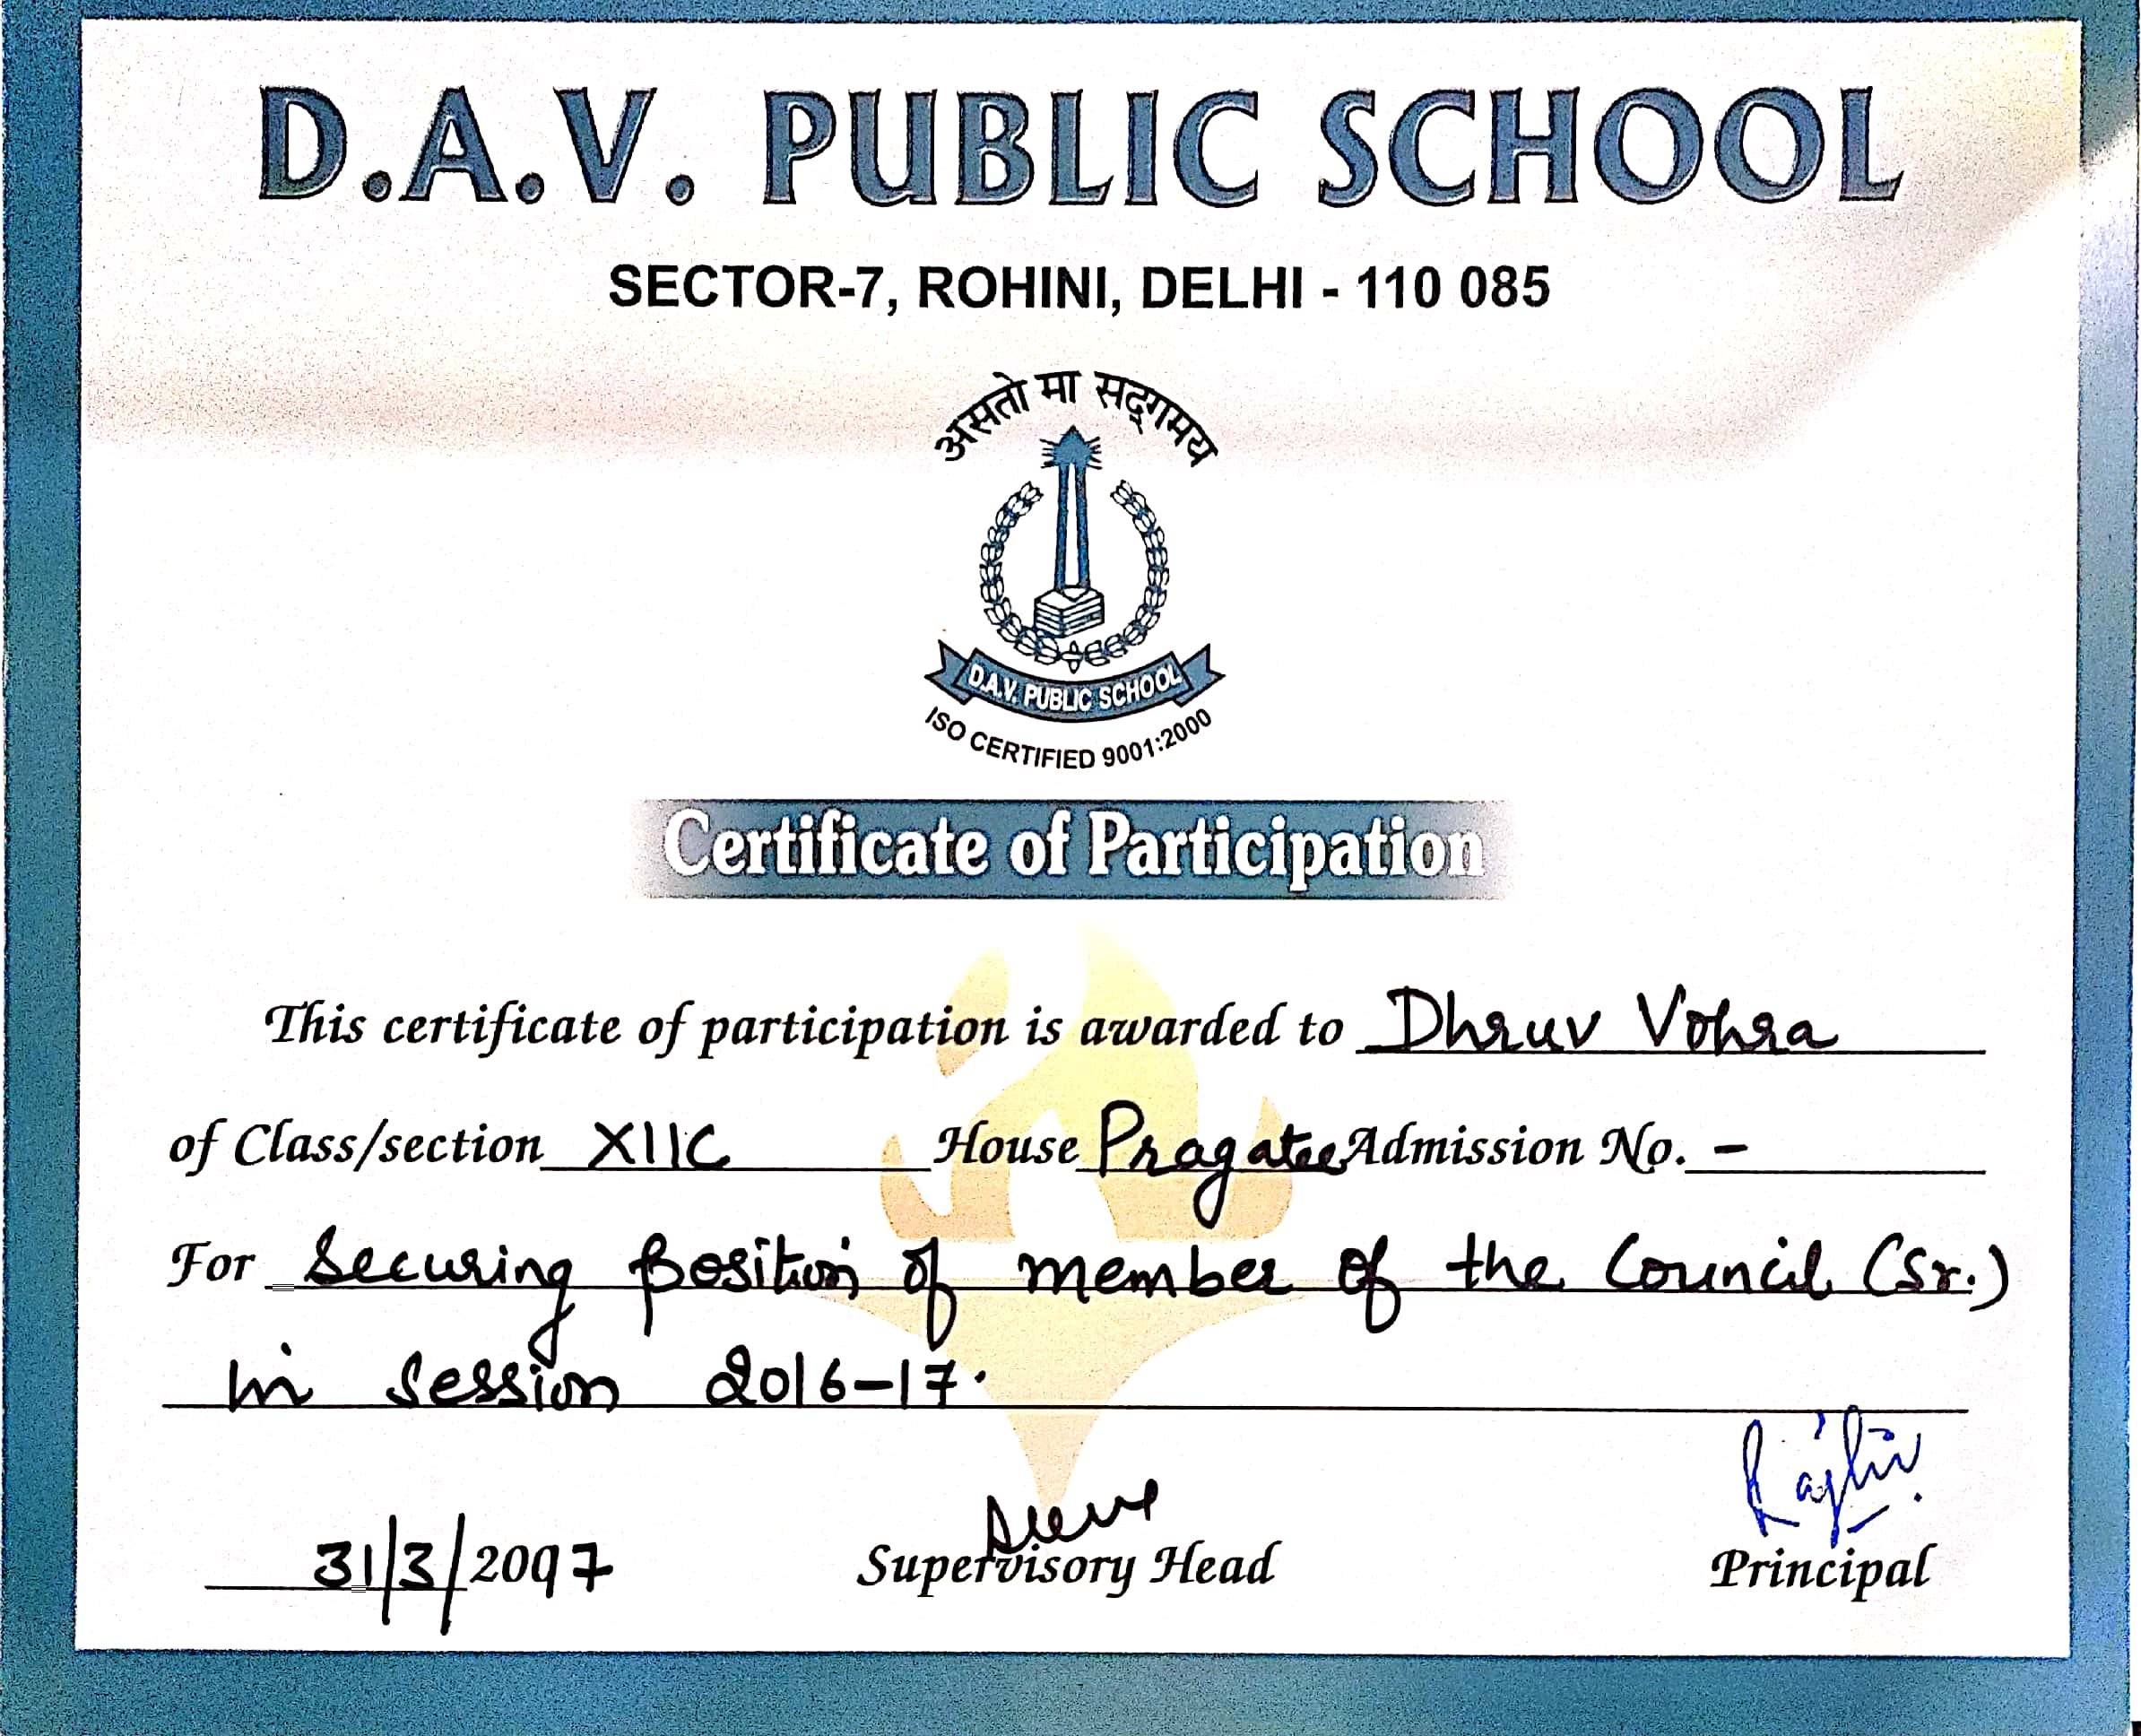 D.A.V. PUBLIC SCHOOL
SECTOR-7, ROHINI, DELHI - 110 085
असतो मा सद्गमय
D.A.V. PUBLIC SCHOOL
ISO CERTIFIED 9001:2000
Certificate of Participation
This certificate of participation is awarded to Dhruv Vohra
of Class/section XIIC House Pragatee Admission No. -
For Securing position of member of the Council (Sr.)
in session 2016-17.
31/3/2017
Supervisory Head
Principal